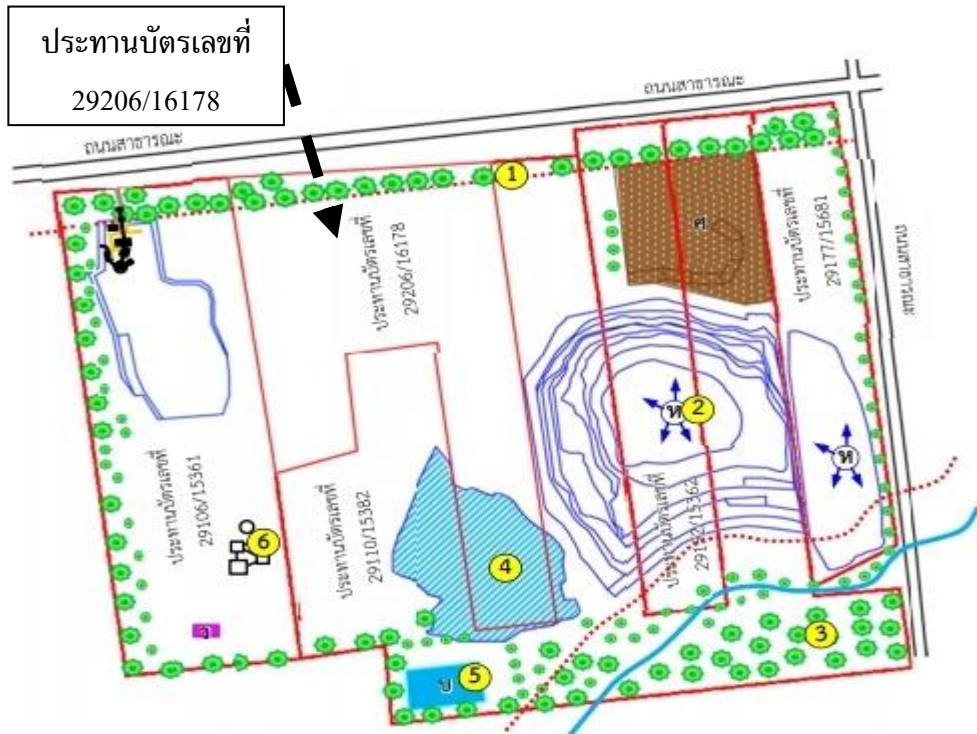 ประทานบัตรเลขที่
29206/16178
ถนนสาธารณะ
ถนนสาธารณะ
ถนนสาธารณะ
1
ศ
ประทานบัตรเลขที่
29206/16178
ประทานบัตรเลขที่
29177/15681
ห
2
ห
ประทานบัตรเลขที่
29106/15361
ประทานบัตรเลขที่
29110/15382
ประทานบัตรเลขที่
29152/15362
6
4
3
ว
บ
5